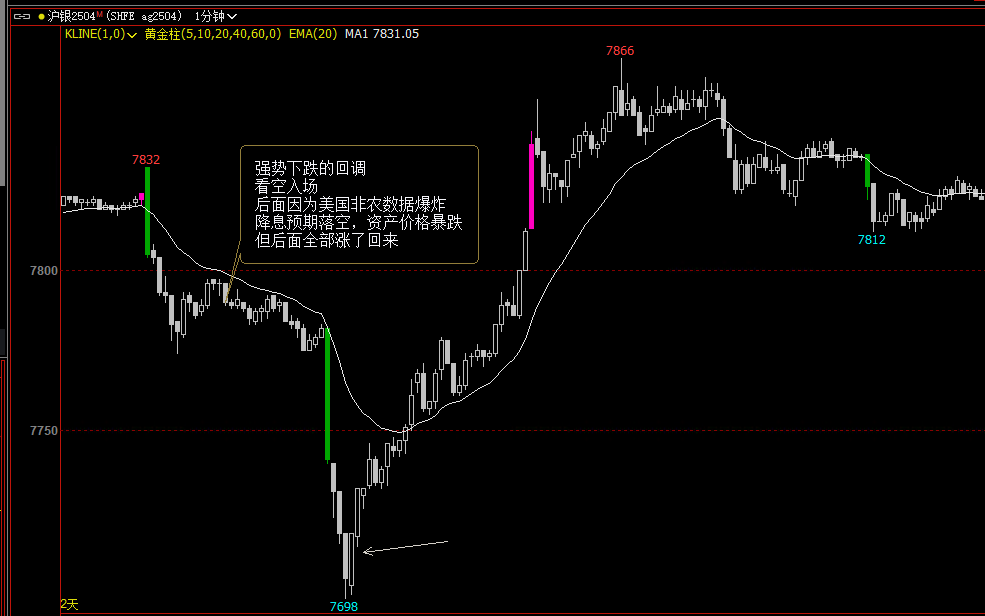 沪银2504M (SHFE ag2504) 1分钟
KLINE(1,0) 黄金柱(5,10,20,40,60,0) EMA(20) MA1 7831.05
7866
7832
强势下跌的回调
看空入场
后面因为美国非农数据爆炸
降息预期落空，资产价格暴跌
但后面全部涨了回来
7812
7800
7750
2天
7698